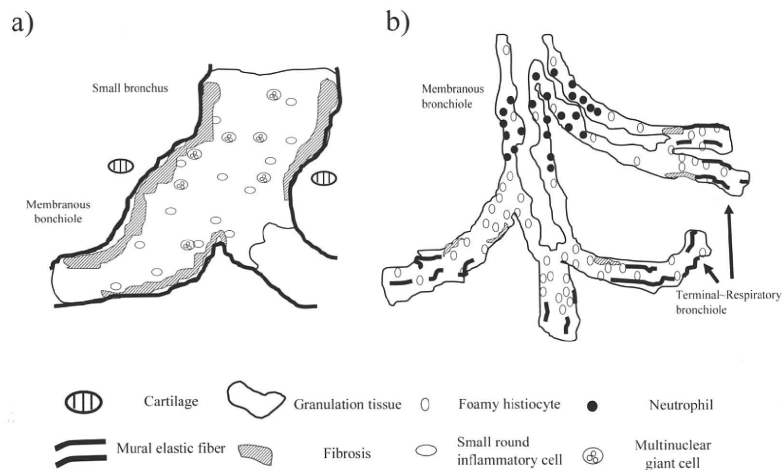 a)
b)
Small bronchus
Membranous
bonchiole
Membranous
bronchiole
Terminal~Respiratory
bronchiole
Cartilage
Granulation tissue
Foamy histiocyte
Neutrophil
Mural elastic fiber
Fibrosis
Small round
inflammatory cell
Multinuclear
giant cell